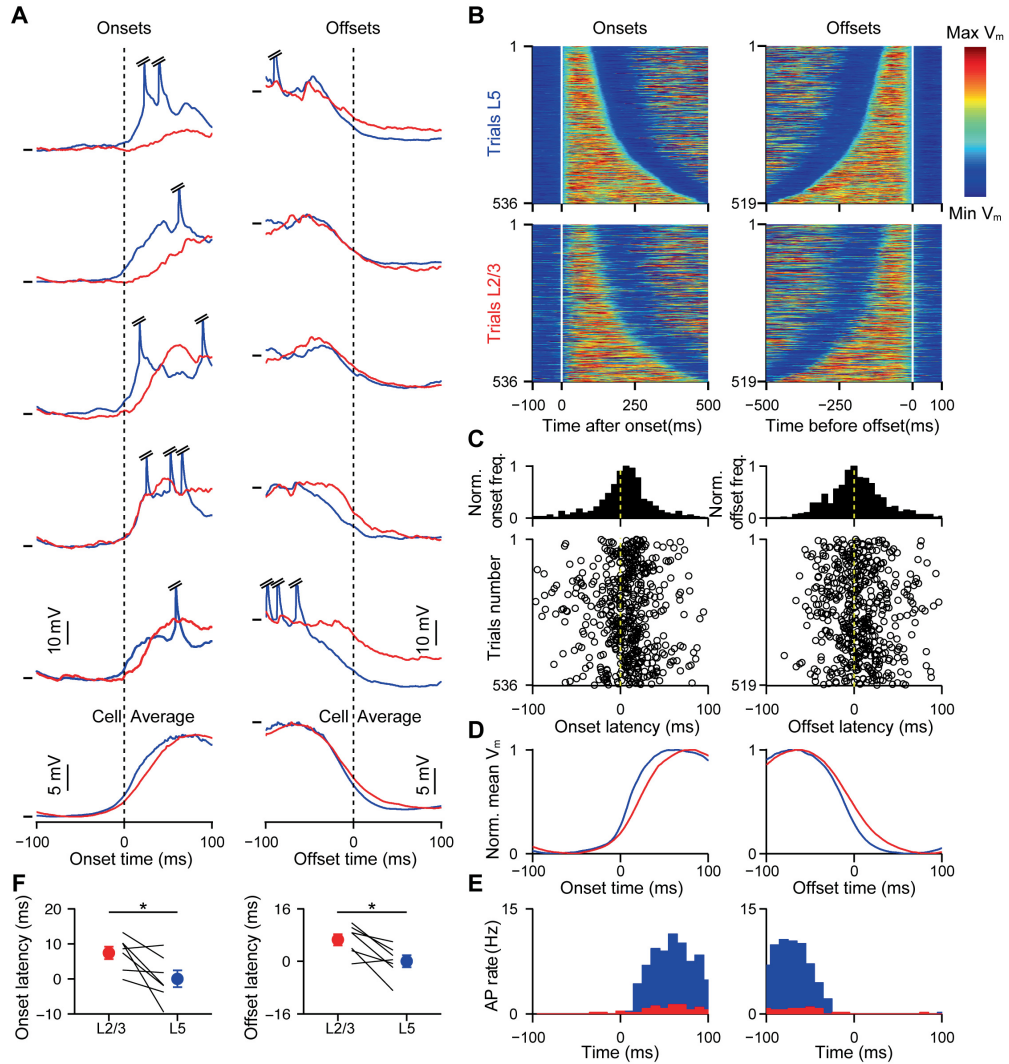 A
Onsets
Offsets
10 mV
10 mV
Cell Average
Cell Average
5 mV
5 mV
−100 0 100
−100 0 100
Onset time (ms)
Offset time (ms)
B
Onsets
Offsets
Max Vm
Min Vm
Trials L5
1
536
1
519
Trials L2/3
1
536
1
519
−100 0 250 500
−500 −250 −0 100
Time after onset(ms)
Time before offset(ms)
C
Norm.
onset freq.
1
0
Norm.
offset freq.
1
0
Trials number
1
536
1
519
−100 0 100
−100 0 100
Onset latency (ms)
Offset latency (ms)
D
Norm. mean Vm
1
0
1
0
−100 0 100
−100 0 100
Onset time (ms)
Offset time (ms)
E
AP rate (Hz)
15
0
15
0
−100 0 100
−100 0 100
Time (ms)
Time (ms)
F
Onset latency (ms)
20
10
0
−10
*
L2/3 L5
Offset latency (ms)
16
0
−16
*
L2/3 L5